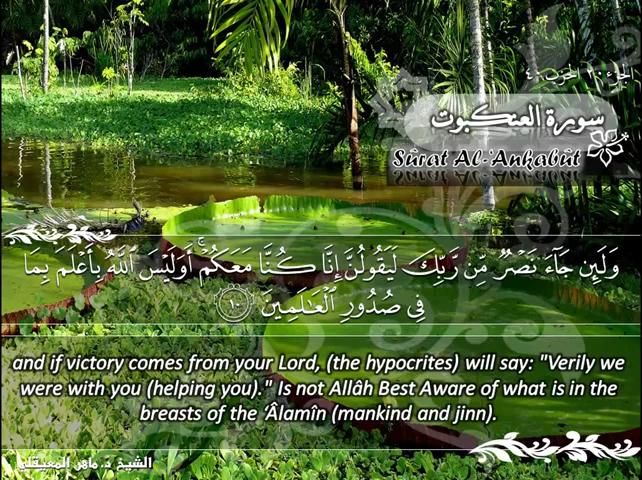 الجزء ٢٠ الحزب ٤٠
سورة العنكبوت
Sûrat Al-'Ankabût
وَلَئِن جَآءَ نَصْرٌ مِّن رَّبِّكَ لَيَقُولُنَّ إِنَّا كُنَّا مَعَكُمْ ۚ أَوَلَيْسَ ٱللَّهُ بِأَعْلَمَ بِمَا
فِى صُدُورِ ٱلْعَـٰلَمِينَ ١٠
and if victory comes from your Lord, (the hypocrites) will say: "Verily we
were with you (helping you)." Is not Allâh Best Aware of what is in the
breasts of the 'Âlamîn (mankind and jinn).
الشيخ د. ماهر المعيقلي